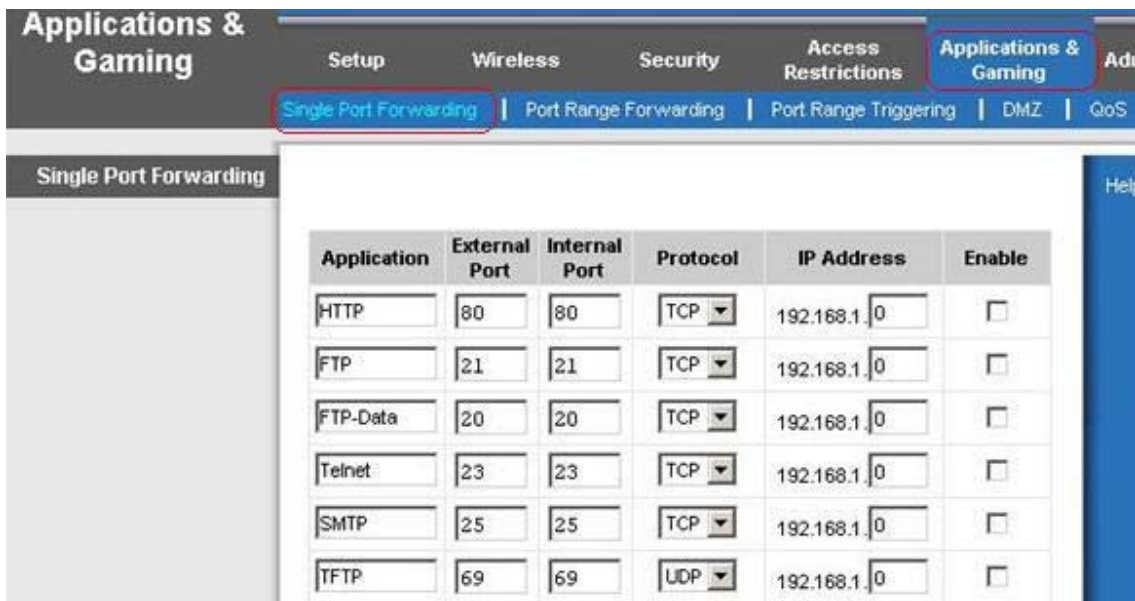 Applications &
Gaming
Setup
Wireless
Security
Access
Restrictions
Applications &
Gaming
Single Port Forwarding | Port Range Forwarding | Port Range Triggering | DMZ | QoS
Single Port Forwarding
Application External Port Internal Port Protocol IP Address Enable
HTTP 80 80 TCP 192.168.1.0
FTP 21 21 TCP 192.168.1.0
FTP-Data 20 20 TCP 192.168.1.0
Telnet 23 23 TCP 192.168.1.0
SMTP 25 25 TCP 192.168.1.0
TFTP 69 69 UDP 192.168.1.0